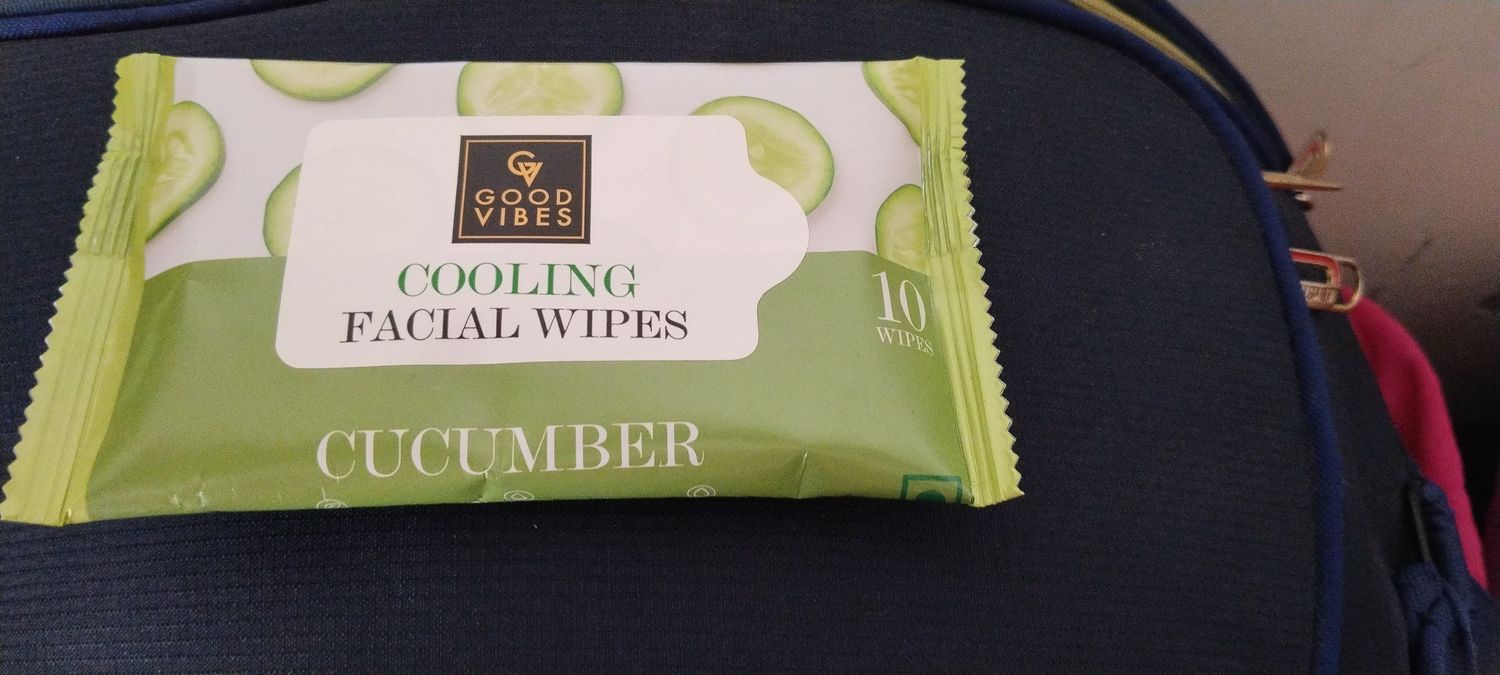 GV
GOOD
VIBES
COOLING
FACIAL WIPES
10
WIPES
CUCUMBER